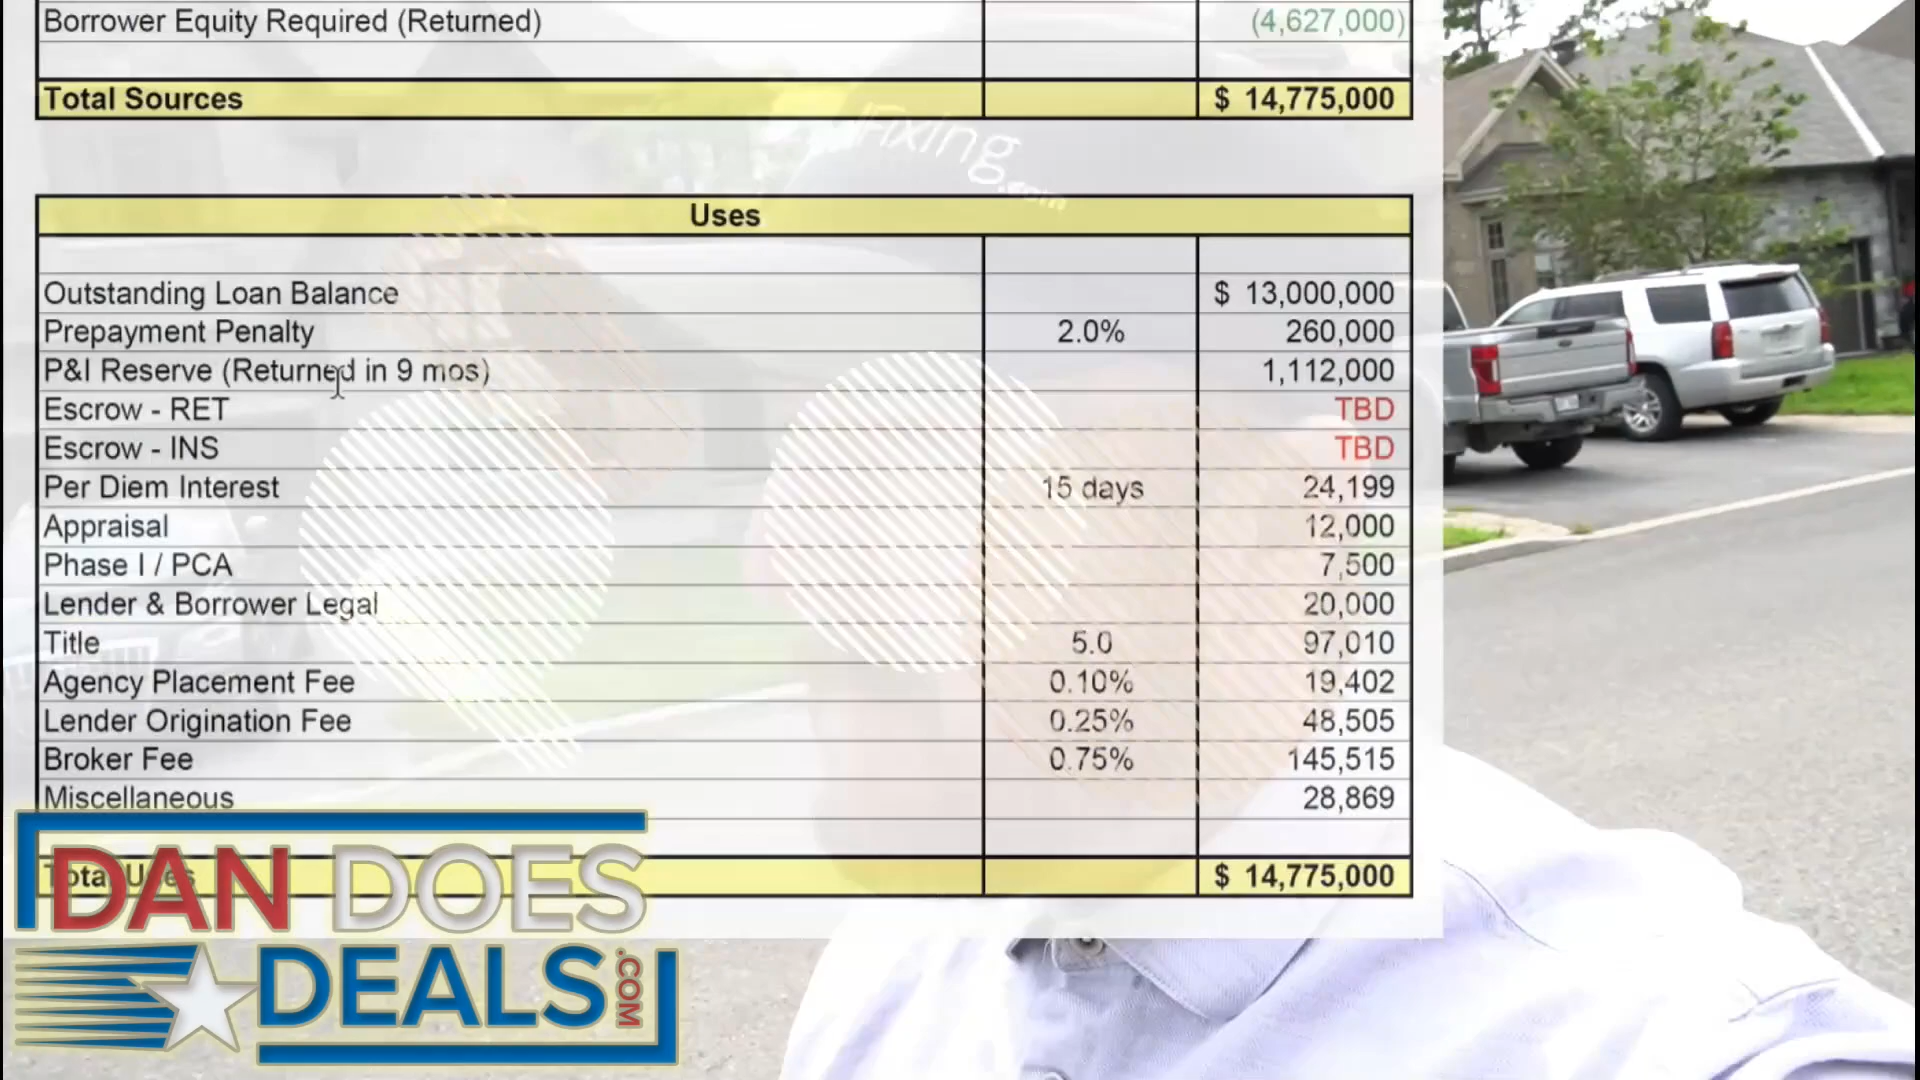 Borrower Equity Required (Returned) (4,627,000)
Total Sources $ 14,775,000
Fixing.com
Uses
Outstanding Loan Balance $ 13,000,000
Prepayment Penalty 2.0% 260,000
P&I Reserve (Returned in 9 mos) 1,112,000
Escrow - RET TBD
Escrow - INS TBD
Per Diem Interest 15 days 24,199
Appraisal 12,000
Phase I / PCA 7,500
Lender & Borrower Legal 20,000
Title 5.0 97,010
Agency Placement Fee 0.10% 19,402
Lender Origination Fee 0.25% 48,505
Broker Fee 0.75% 145,515
Miscellaneous 28,869
Total Uses $ 14,775,000
DAN DOES
DEALS.COM